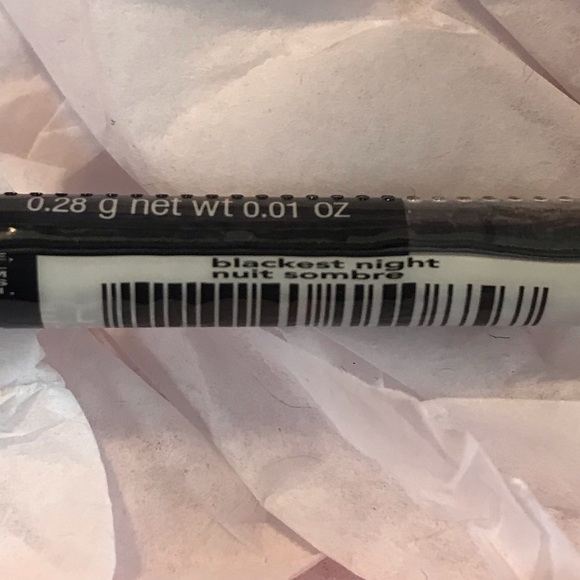 0.28 g net wt 0.01 oz
blackest night
nuit sombre